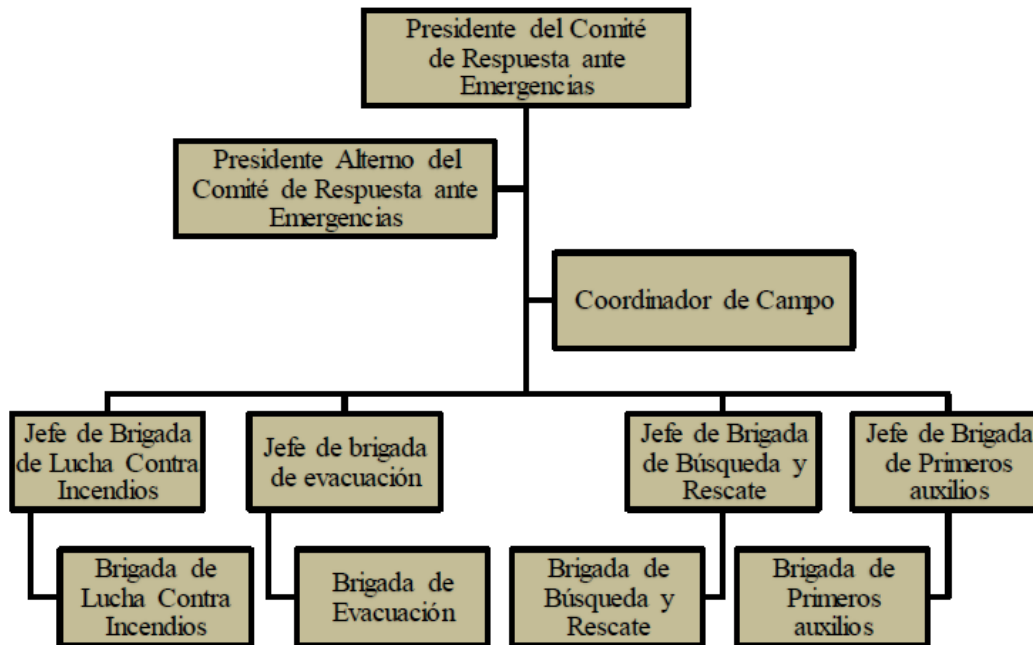 Presidente del Comité
de Respuesta ante
Emergencias
Presidente Alterno del
Comité de Respuesta ante
Emergencias
Coordinador de Campo
Jefe de Brigada
de Lucha Contra
Incendios
Jefe de brigada
de evacuación
Jefe de Brigada
de Búsqueda y
Rescate
Jefe de Brigada
de Primeros
auxilios
Brigada de
Lucha Contra
Incendios
Brigada de
Evacuación
Brigada de
Búsqueda y
Rescate
Brigada de
Primeros
auxilios